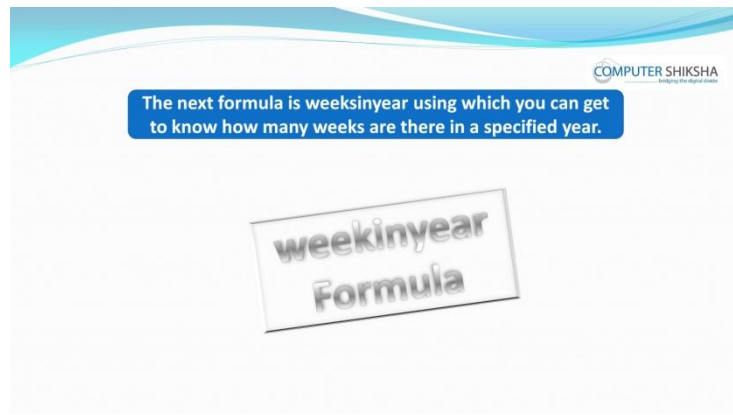 COMPUTER SHIKSHA
bridging the digital divide
The next formula is weeksinyear using which you can get
to know how many weeks are there in a specified year.
weekinyear
Formula